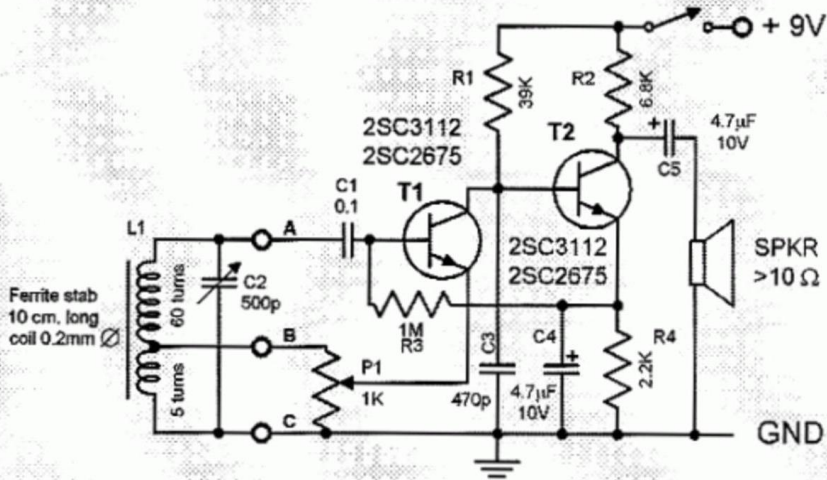 + 9V
R1
39K
R2
6.8K
2SC3112
2SC2675
T2
+
4.7µF
10V
C5
C1
0.1
T1
L1
A
2SC3112
2SC2675
SPKR
>10 Ω
Ferrite stab
10 cm. long
coil 0.2mm Ø
60 turns
C2
500p
1M
R3
B
C3
C4
+
R4
2.2K
5 turns
P1
1K
470p
4.7µF
10V
C
GND